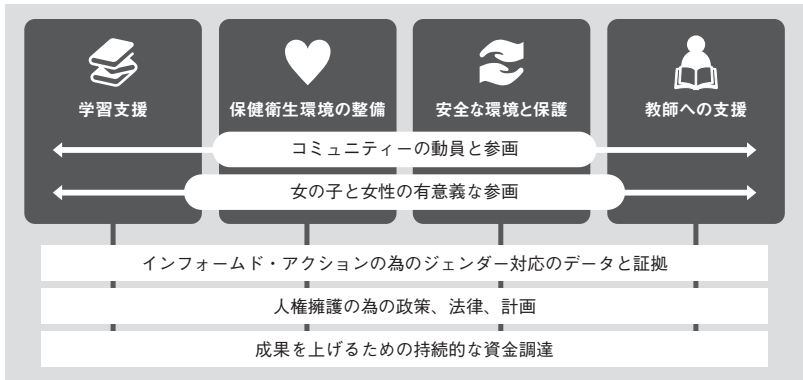 学習支援
保健衛生環境の整備
安全な環境と保護
教師への支援
コミュニティーの動員と参画
女の子と女性の有意義な参画
インフォームド・アクションの為のジェンダー対応のデータと証拠
人権擁護の為の政策、法律、計画
成果を上げるための持続的な資金調達